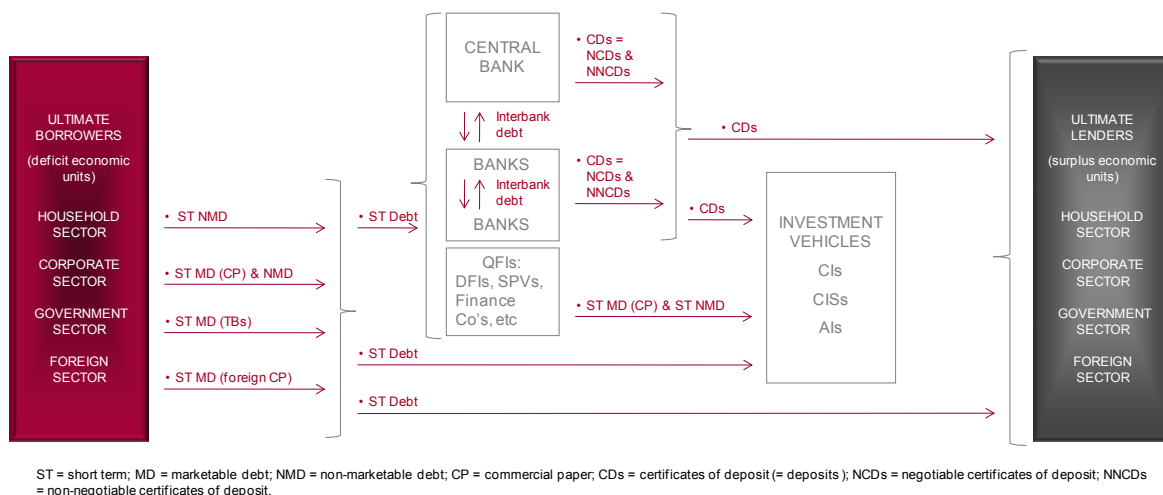 ULTIMATE
BORROWERS
(deficit economic
units)
HOUSEHOLD
SECTOR
CORPORATE
SECTOR
GOVERNMENT
SECTOR
FOREIGN
SECTOR
• ST NMD
• ST MD (CP) & NMD
• ST MD (TBs)
• ST MD (foreign CP)
• ST Debt
• ST Debt
• ST Debt
CENTRAL
BANK
Interbank
debt
BANKS
Interbank
debt
BANKS
QFIs:
DFIs, SPVs,
Finance
Co's, etc
• CDs =
NCDs &
NNCDs
• CDs =
NCDs &
NNCDs
• ST MD (CP) & ST NMD
• CDs
• CDs
INVESTMENT
VEHICLES
CIs
CISs
AIs
ULTIMATE
LENDERS
(surplus economic
units)
HOUSEHOLD
SECTOR
CORPORATE
SECTOR
GOVERNMENT
SECTOR
FOREIGN
SECTOR
ST = short term; MD = marketable debt; NMD = non-marketable debt; CP = commercial paper; CDs = certificates of deposit (= deposits ); NCDs = negotiable certificates of deposit; NNCDs
= non-negotiable certificates of deposit.